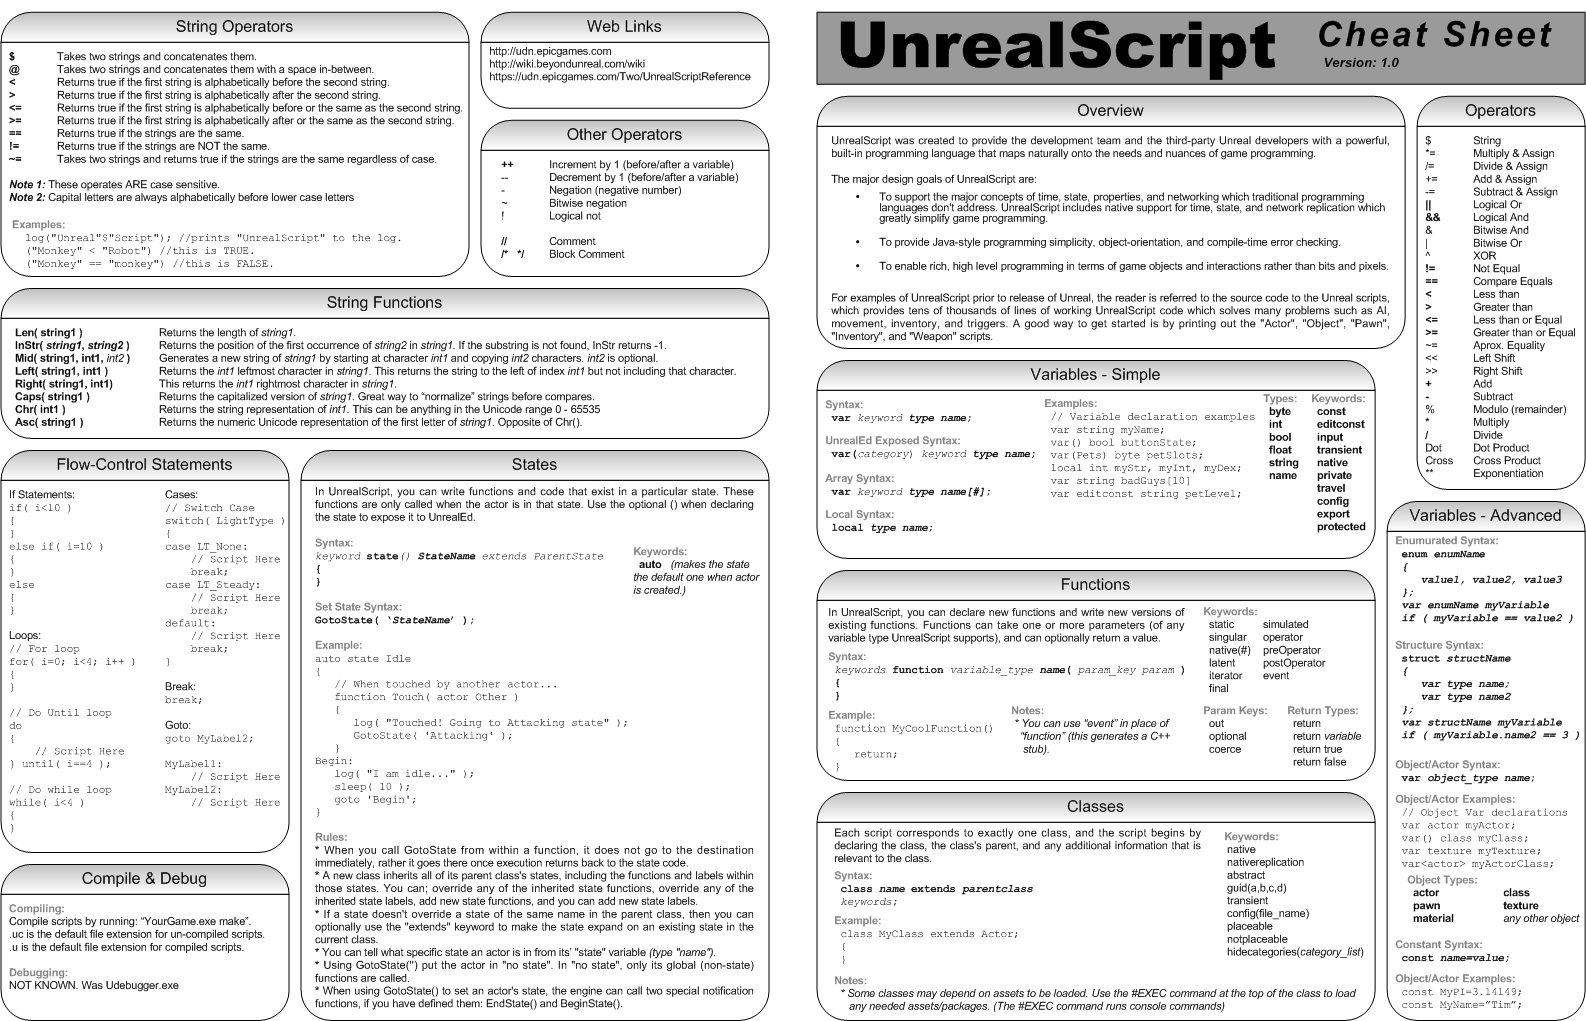 String Operators
$ Takes two strings and concatenates them.
@ Takes two strings and concatenates them with a space in-between.
< Returns true if the first string is alphabetically before the second string.
> Returns true if the first string is alphabetically after the second string.
<= Returns true if the first string is alphabetically before or the same as the second string.
>= Returns true if the first string is alphabetically after or the same as the second string.
== Returns true if the strings are the same.
!= Returns true if the strings are NOT the same.
~= Takes two strings and returns true if the strings are the same regardless of case.
Note 1: These operates ARE case sensitive.
Note 2: Capital letters are always alphabetically before lower case letters
Examples:
log("Unreal"$"Script"); //prints "UnrealScript" to the log.
("Monkey" < "Robot") //this is TRUE.
("Monkey" == "monkey") //this is FALSE.
Web Links
http://udn.epicgames.com
http://wiki.beyondunreal.com/wiki
https://udn.epicgames.com/Two/UnrealScriptReference
Other Operators
++ Increment by 1 (before/after a variable)
-- Decrement by 1 (before/after a variable)
- Negation (negative number)
~ Bitwise negation
! Logical not
// Comment
/* */ Block Comment
String Functions
Len( string1 ) Returns the length of string1.
InStr( string1, string2 ) Returns the position of the first occurrence of string2 in string1. If the substring is not found, InStr returns -1.
Mid( string1, int1, int2 ) Generates a new string of string1 by starting at character int1 and copying int2 characters. int2 is optional.
Left( string1, int1 ) Returns the int1 leftmost character in string1. This returns the string to the left of index int1 but not including that character.
Right( string1, int1) This returns the int1 rightmost character in string1.
Caps( string1 ) Returns the capitalized version of string1. Great way to “normalize” strings before compares.
Chr( int1 ) Returns the string representation of int1. This can be anything in the Unicode range 0 - 65535
Asc( string1 ) Returns the numeric Unicode representation of the first letter of string1. Opposite of Chr().
Flow-Control Statements
If Statements:
if( i<10 )
{
}
else if( i=10 )
{
}
else
{
}
Loops:
// For loop
for( i=0; i<4; i++ )
{
}
// Do Until loop
do
{
// Script Here
} until( i==4 );
// Do while loop
while( i<4 )
{
}
Cases:
// Switch Case
switch( LightType )
{
case LT_None:
// Script Here
break;
case LT_Steady:
// Script Here
break;
default:
// Script Here
break;
}
Break:
break;
Goto:
goto MyLabel2;
MyLabel1:
// Script Here
MyLabel2:
// Script Here
Compile & Debug
Compiling:
Compile scripts by running: “YourGame.exe make”.
.uc is the default file extension for un-compiled scripts.
.u is the default file extension for compiled scripts.
Debugging:
NOT KNOWN. Was Udebugger.exe
States
In UnrealScript, you can write functions and code that exist in a particular state. These
functions are only called when the actor is in that state. Use the optional () when declaring
the state to expose it to UnrealEd.
Syntax:
keyword state() StateName extends ParentState
{
}
Keywords:
auto (makes the state
the default one when actor
is created.)
Set State Syntax:
GotoState( ‘StateName’ );
Example:
auto state Idle
{
// When touched by another actor...
function Touch( actor Other )
{
log( "Touched! Going to Attacking state" );
GotoState( 'Attacking' );
}
Begin:
log( "I am idle..." );
sleep( 10 );
goto 'Begin';
}
Rules:
* When you call GotoState from within a function, it does not go to the destination
immediately, rather it goes there once execution returns back to the state code.
* A new class inherits all of its parent class's states, including the functions and labels within
those states. You can; override any of the inherited state functions, override any of the
inherited state labels, add new state functions, and you can add new state labels.
* If a state doesn't override a state of the same name in the parent class, then you can
optionally use the "extends" keyword to make the state expand on an existing state in the
current class.
* You can tell what specific state an actor is in from its' "state" variable (type "name").
* Using GotoState('') put the actor in "no state". In "no state", only its global (non-state)
functions are called.
* When using GotoState() to set an actor's state, the engine can call two special notification
functions, if you have defined them: EndState() and BeginState().
UnrealScript Cheat Sheet
Version: 1.0
Overview
UnrealScript was created to provide the development team and the third-party Unreal developers with a powerful,
built-in programming language that maps naturally onto the needs and nuances of game programming.
The major design goals of UnrealScript are:
• To support the major concepts of time, state, properties, and networking which traditional programming
languages don't address. UnrealScript includes native support for time, state, and network replication which
greatly simplify game programming.
• To provide Java-style programming simplicity, object-orientation, and compile-time error checking.
• To enable rich, high level programming in terms of game objects and interactions rather than bits and pixels.
For examples of UnrealScript prior to release of Unreal, the reader is referred to the source code to the Unreal scripts,
which provides tens of thousands of lines of working UnrealScript code which solves many problems such as AI,
movement, inventory, and triggers. A good way to get started is by printing out the "Actor", "Object", "Pawn",
"Inventory", and "Weapon" scripts.
Operators
$ String
*= Multiply & Assign
/= Divide & Assign
+= Add & Assign
-= Subtract & Assign
|| Logical Or
&& Logical And
& Bitwise And
| Bitwise Or
^ XOR
!= Not Equal
== Compare Equals
< Less than
> Greater than
<= Less than or Equal
>= Greater than or Equal
~= Aprox. Equality
<< Left Shift
>> Right Shift
+ Add
- Subtract
% Modulo (remainder)
* Multiply
/ Divide
Dot Dot Product
Cross Cross Product
** Exponentiation
Variables - Simple
Syntax:
var keyword type name;
UnrealEd Exposed Syntax:
var(category) keyword type name;
Array Syntax:
var keyword type name[#];
Local Syntax:
local type name;
Examples:
// Variable declaration examples
var string myName;
var() bool buttonState;
var(Pets) byte petSlots;
local int myStr, myInt, myDex;
var string badGuys[10]
var editconst string petLevel;
Types:
byte
int
bool
float
string
name
Keywords:
const
editconst
input
transient
native
private
travel
config
export
protected
Functions
In UnrealScript, you can declare new functions and write new versions of
existing functions. Functions can take one or more parameters (of any
variable type UnrealScript supports), and can optionally return a value.
Syntax:
keywords function variable_type name( param_key param )
{
}
Example:
function MyCoolFunction()
{
return;
}
Notes:
* You can use “event” in place of
“function” (this generates a C++
stub).
Keywords:
static simulated
singular operator
native(#) preOperator
latent postOperator
iterator event
final
Param Keys:
out
optional
coerce
Return Types:
return
return variable
return true
return false
Classes
Each script corresponds to exactly one class, and the script begins by
declaring the class, the class's parent, and any additional information that is
relevant to the class.
Syntax:
class name extends parentclass
keywords;
Example:
class MyClass extends Actor;
{
}
Keywords:
native
nativereplication
abstract
guid(a,b,c,d)
transient
config(file_name)
placeable
notplaceable
hidecategories(category_list)
Notes:
* Some classes may depend on assets to be loaded. Use the #EXEC command at the top of the class to load
any needed assets/packages. (The #EXEC command runs console commands)
Variables - Advanced
Enumurated Syntax:
enum enumName
{
value1, value2, value3
};
var enumName myVariable
if ( myVariable == value2 )
Structure Syntax:
struct structName
{
var type name;
var type name2
};
var structName myVariable
if ( myVariable.name2 == 3 )
Object/Actor Syntax:
var object_type name;
Object/Actor Examples:
// Object Var declarations
var actor myActor;
var() class myClass;
var texture myTexture;
var<actor> myActorClass;
Object Types:
actor class
pawn texture
material any other object
Constant Syntax:
const name=value;
Object/Actor Examples:
const MyPI=3.14149;
const MyName=”Tim”;